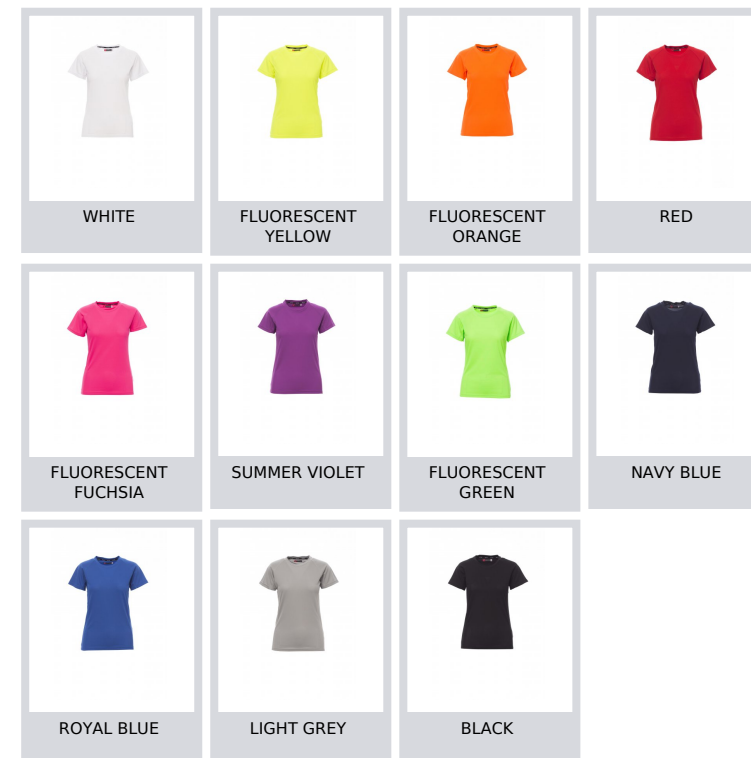 WHITE
FLUORESCENT
YELLOW
FLUORESCENT
ORANGE
RED
FLUORESCENT
FUCHSIA
SUMMER VIOLET
FLUORESCENT
GREEN
NAVY BLUE
ROYAL BLUE
LIGHT GREY
BLACK